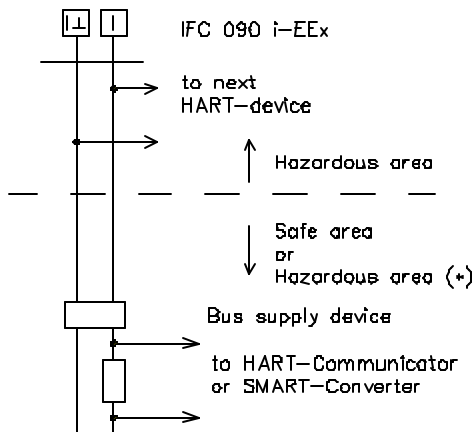 I⊥ I IFC 090 i-EEx
to next
HART-device
Hazardous area
Safe area
or
Hazardous area (+)
Bus supply device
to HART-Communicator
or SMART-Converter